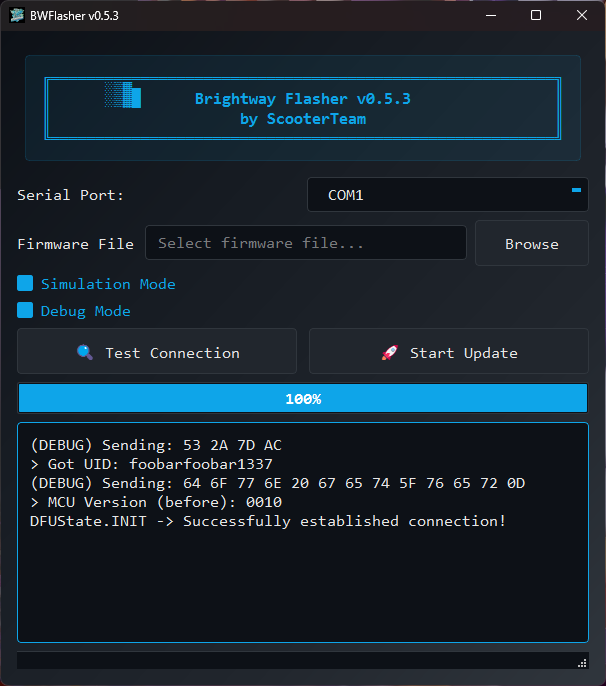 BWFlasher v0.5.3
Brightway Flasher v0.5.3
by ScooterTeam
Serial Port: COM1
Firmware File Select firmware file... Browse
Simulation Mode
Debug Mode
Test Connection Start Update
100%
(DEBUG) Sending: 53 2A 7D AC
> Got UID: foobarfoobar1337
(DEBUG) Sending: 64 6F 77 6E 20 67 65 74 5F 76 65 72 0D
> MCU Version (before): 0010
DFUState.INIT -> Successfully established connection!